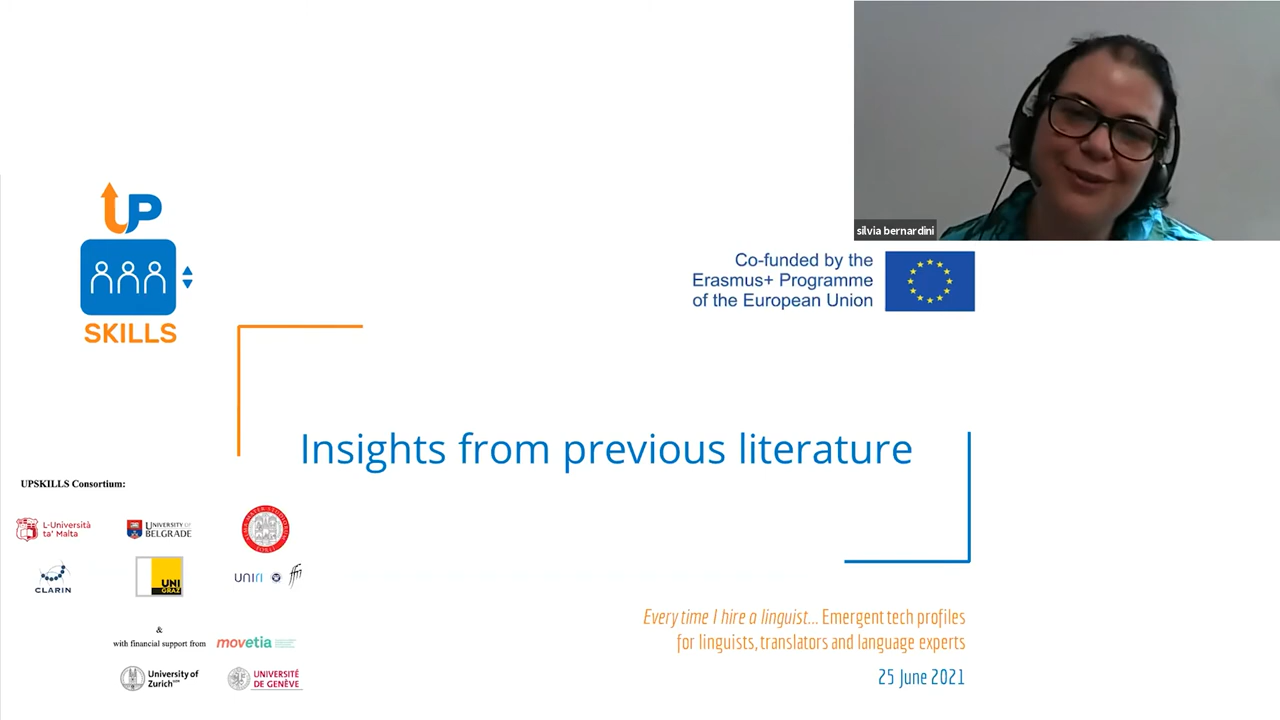 silvia bernardini
UP
SKILLS
Co-funded by the
Erasmus+ Programme
of the European Union
Insights from previous literature
UPSKILLS Consortium:
L-Università
ta' Malta
UNIVERSITY OF
BELGRADE
CLARIN
UNI
GRAZ
UNIRI
&
with financial support from
movetia
University of
Zurich
UNIVERSITÉ
DE GENÈVE
Every time I hire a linguist... Emergent tech profiles
for linguists, translators and language experts
25 June 2021